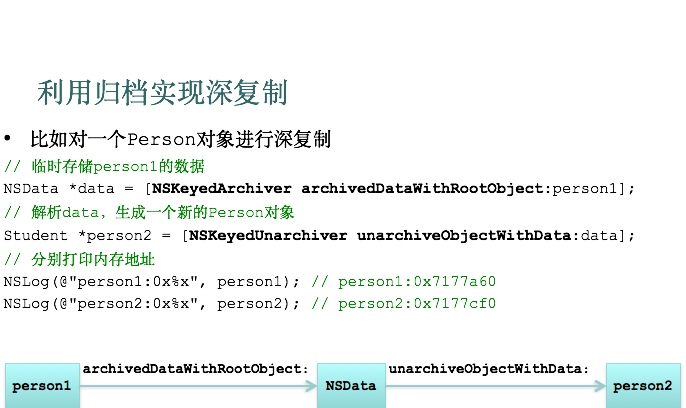 利用归档实现深复制
• 比如对一个Person对象进行深复制
// 临时存储person1的数据
NSData *data = [NSKeyedArchiver archivedDataWithRootObject:person1];
// 解析data，生成一个新的Person对象
Student *person2 = [NSKeyedUnarchiver unarchiveObjectWithData:data];
// 分别打印内存地址
NSLog(@"person1:0x%x", person1); // person1:0x7177a60
NSLog(@"person2:0x%x", person2); // person2:0x7177cf0
archivedDataWithRootObject: unarchiveObjectWithData:
person1 NSData person2